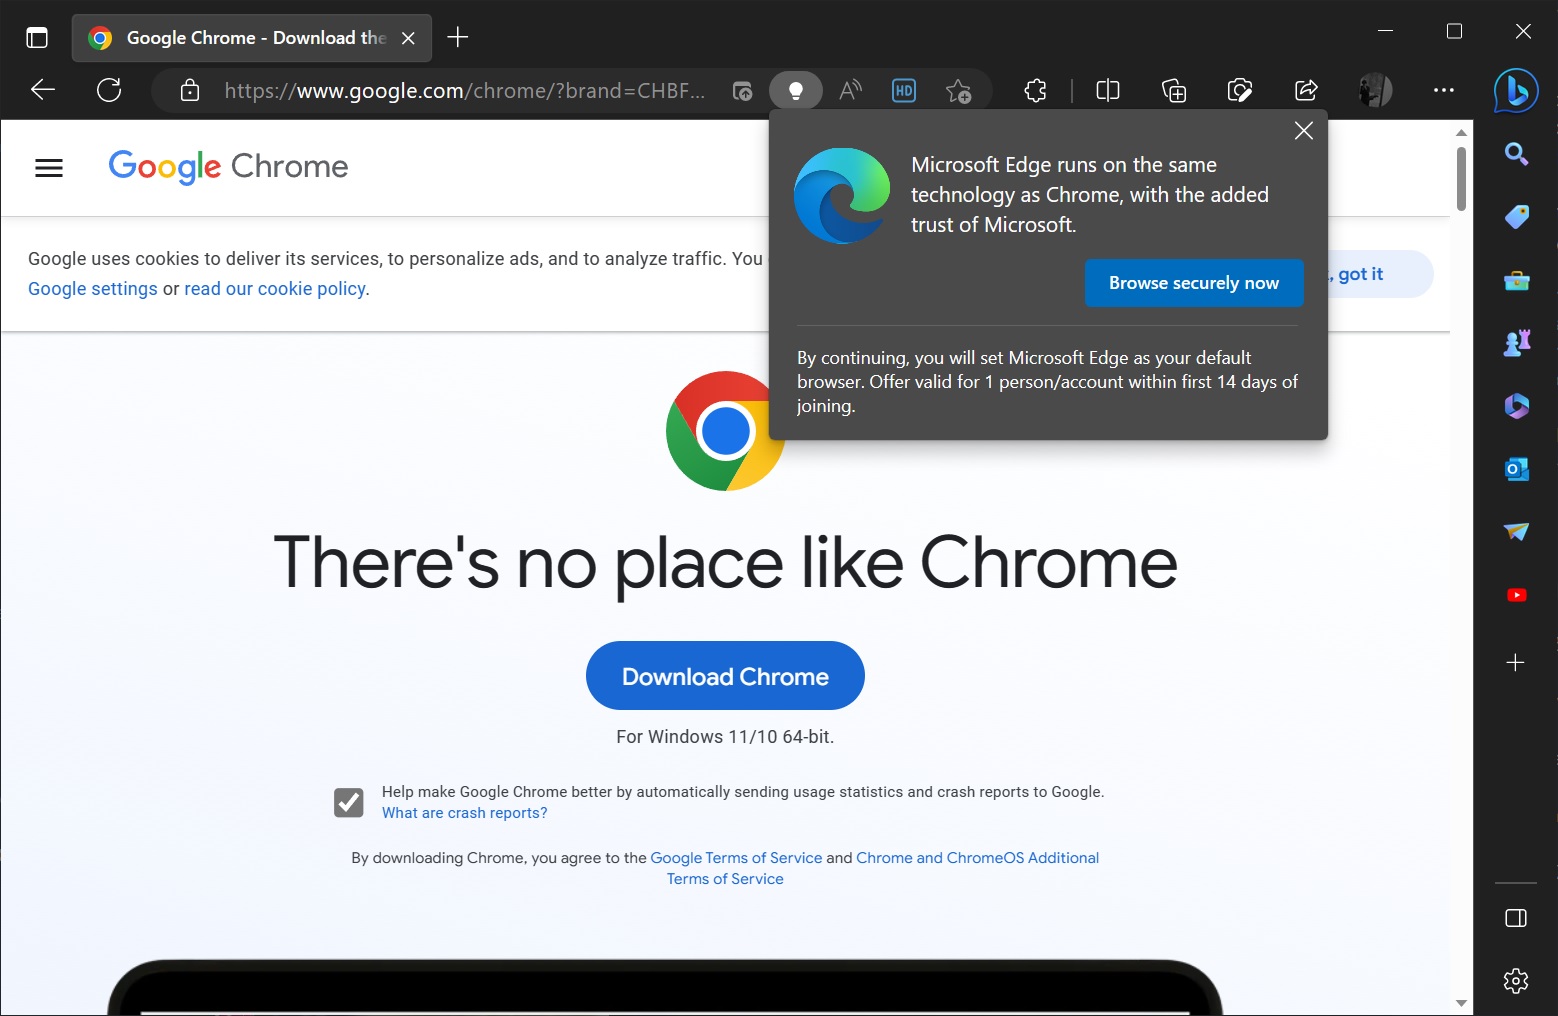 Google Chrome - Download the
https://www.google.com/chrome/?brand=CHBF...
A
HD
b
Google Chrome
Microsoft Edge runs on the same
technology as Chrome, with the added
trust of Microsoft.
Browse securely now
By continuing, you will set Microsoft Edge as your default
browser. Offer valid for 1 person/account within first 14 days of
joining.
Google uses cookies to deliver its services, to personalize ads, and to analyze traffic. You
Google settings or read our cookie policy.
, got it
There's no place like Chrome
Download Chrome
For Windows 11/10 64-bit.
Help make Google Chrome better by automatically sending usage statistics and crash reports to Google.
What are crash reports?
By downloading Chrome, you agree to the Google Terms of Service and Chrome and ChromeOS Additional
Terms of Service